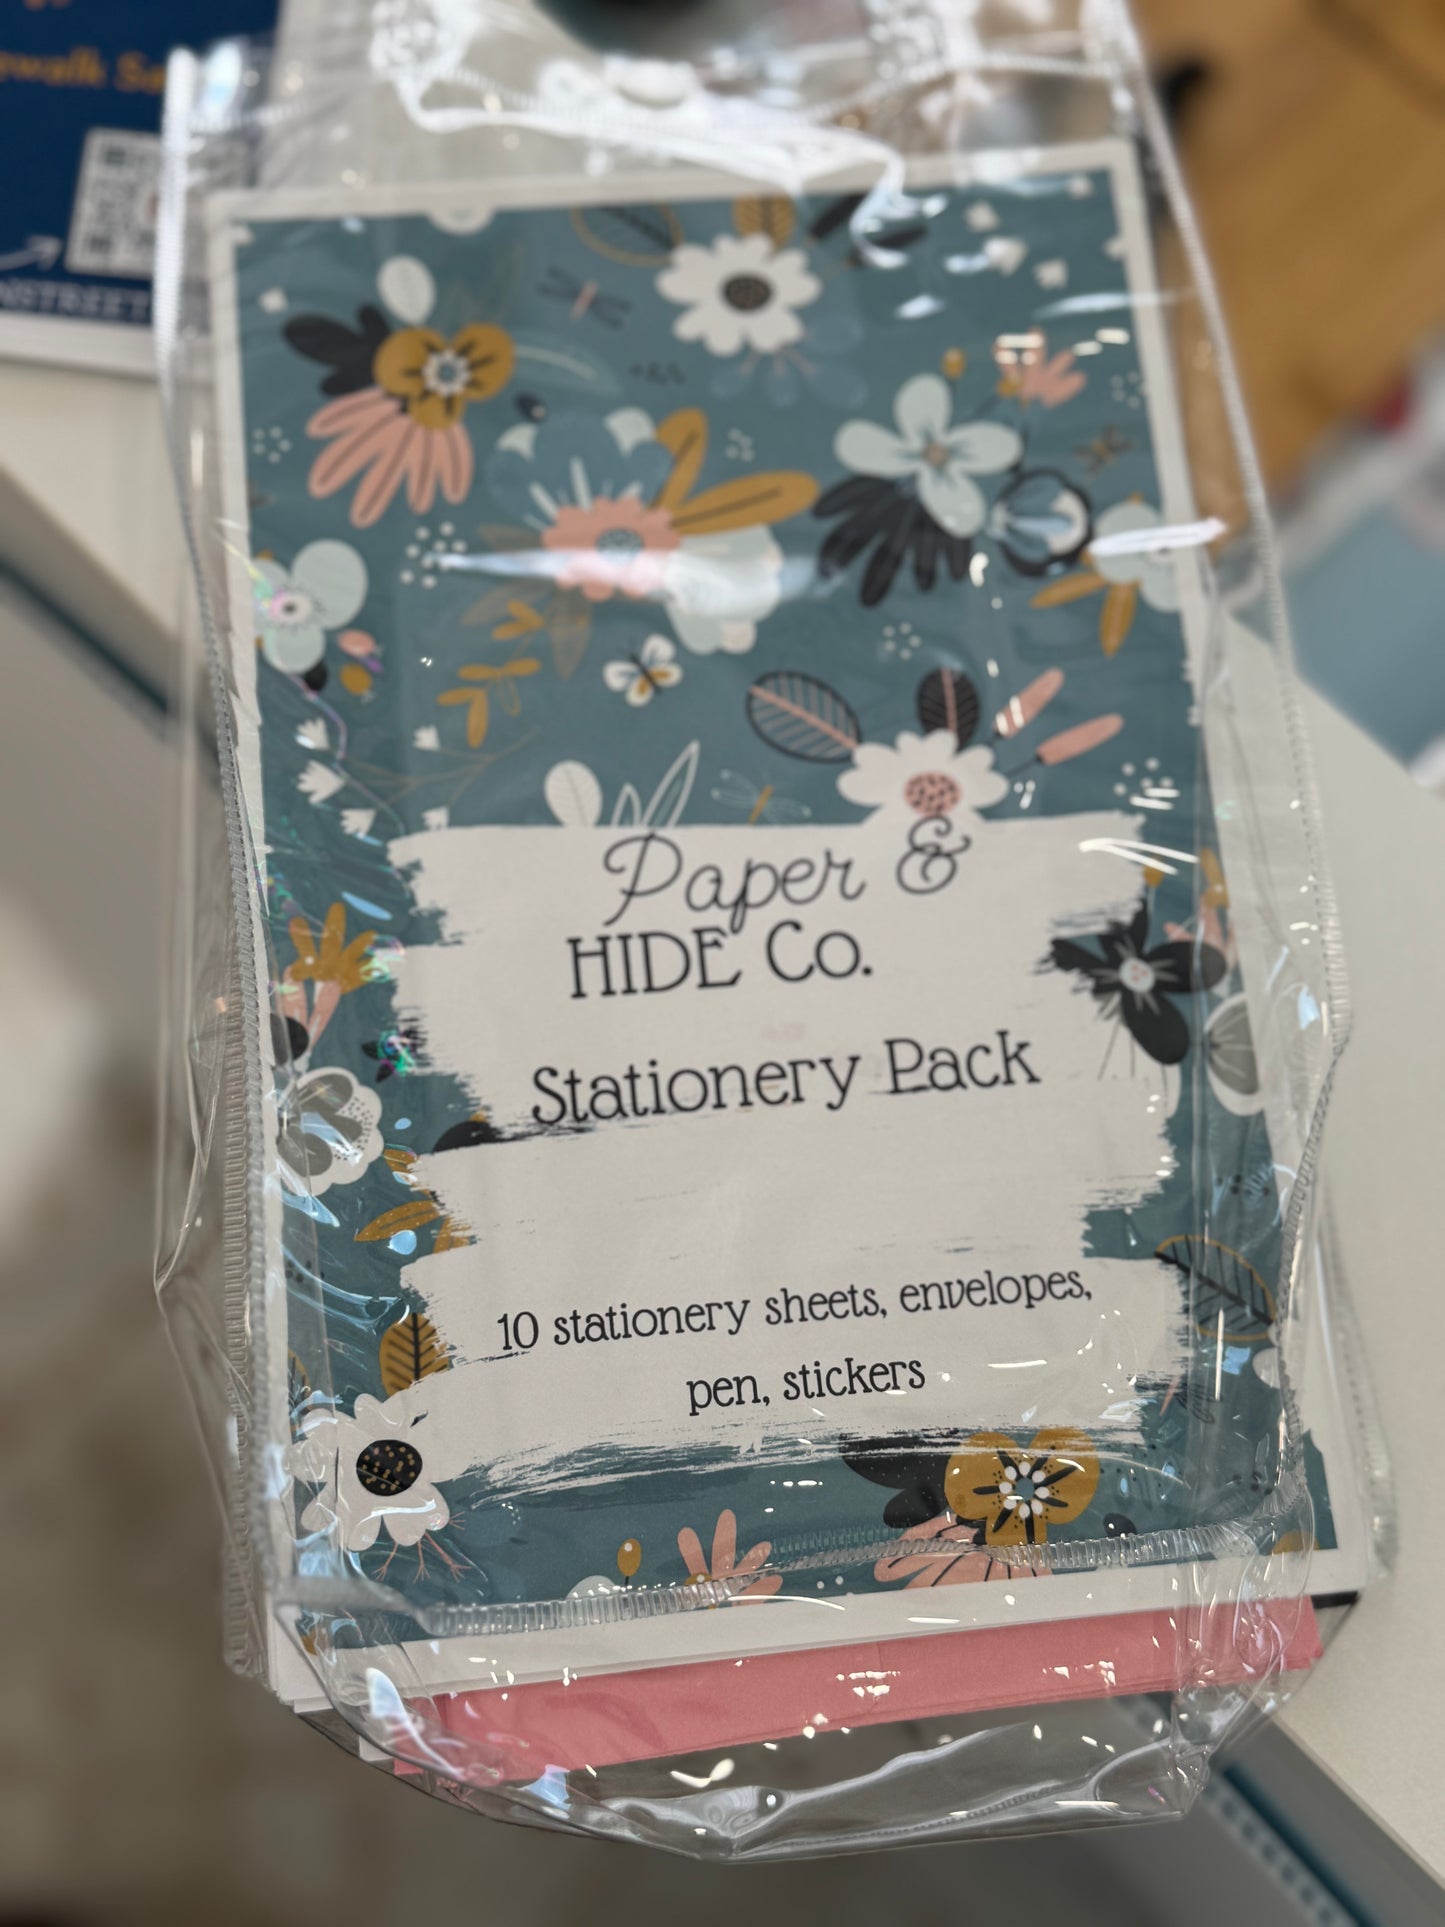 Paper &
HIDE Co.
Stationery Pack
10 stationery sheets, envelopes,
pen, stickers